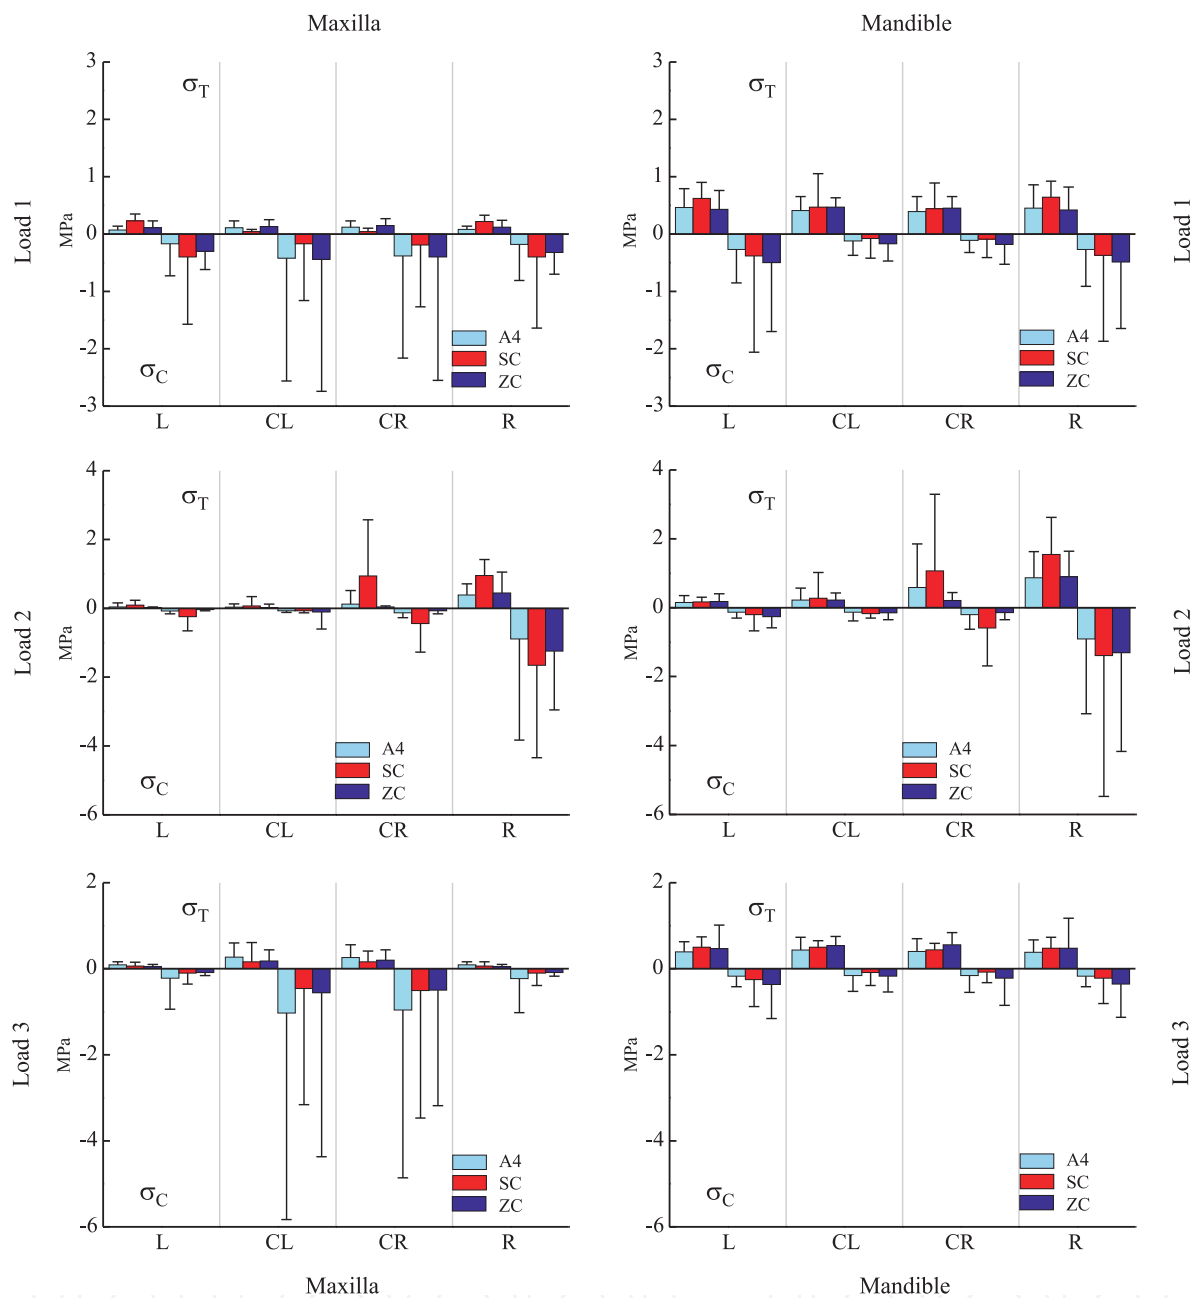 Maxilla
Mandible
3
2
1
0
-1
-2
-3
MPa
Load 1
σT
σC
A4
SC
ZC
L CL CR R
3
2
1
0
-1
-2
-3
MPa
Load 1
σT
σC
A4
SC
ZC
L CL CR R
4
2
0
-2
-4
-6
MPa
Load 2
σT
σC
A4
SC
ZC
L CL CR R
4
2
0
-2
-4
-6
MPa
Load 2
σT
σC
A4
SC
ZC
L CL CR R
2
0
-2
-4
-6
MPa
Load 3
σT
σC
A4
SC
ZC
L CL CR R
2
0
-2
-4
-6
MPa
Load 3
σT
σC
A4
SC
ZC
L CL CR R
Maxilla
Mandible